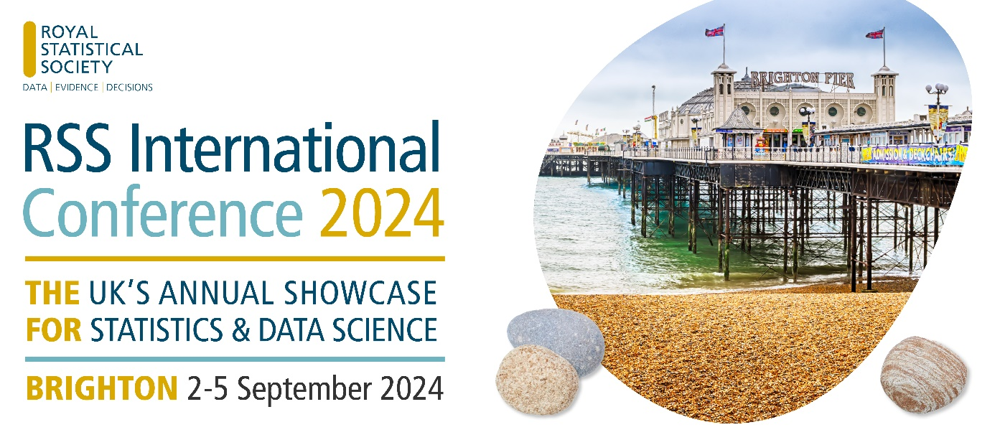 ROYAL
STATISTICAL
SOCIETY
DATA | EVIDENCE | DECISIONS
RSS International
Conference 2024
THE UK'S ANNUAL SHOWCASE
FOR STATISTICS & DATA SCIENCE
BRIGHTON 2-5 September 2024
BRIGHTON PIER
ADMISSION & DECKCHAIRS